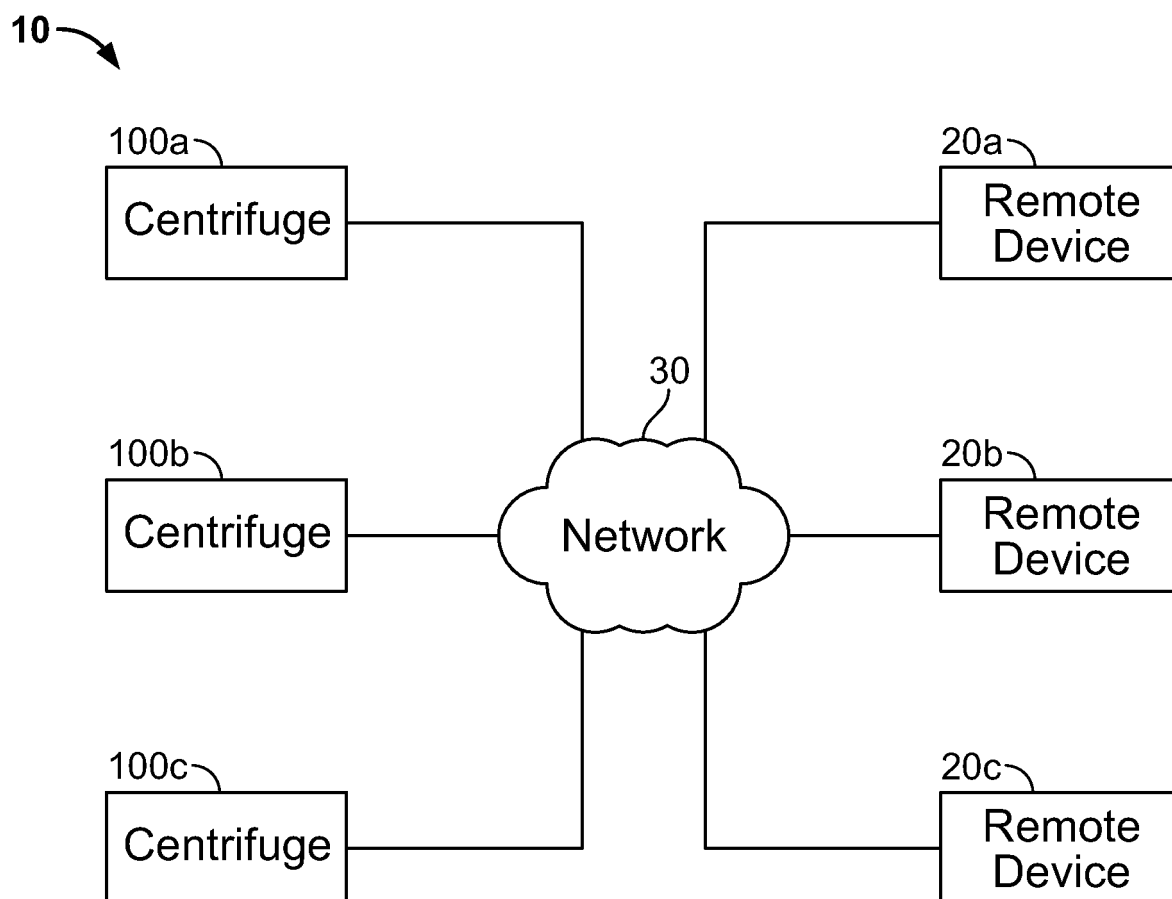 10
100a
Centrifuge
20a
Remote
Device
30
100b
Centrifuge
Network
20b
Remote
Device
100c
Centrifuge
20c
Remote
Device